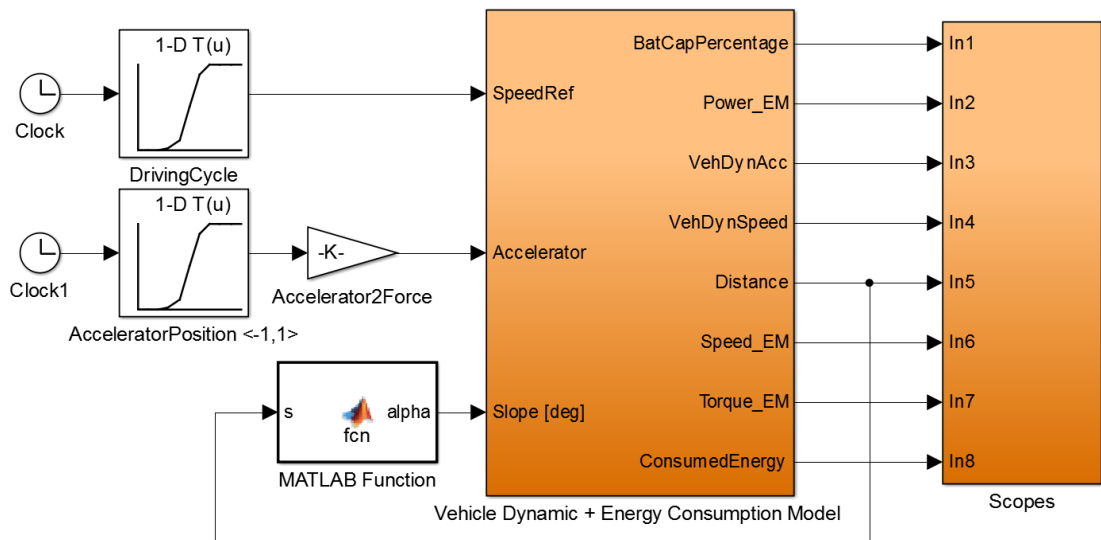 1-D T(u)
Clock
DrivingCycle
1-D T(u)
Clock1
AcceleratorPosition <-1,1>
-K-
Accelerator2Force
s
fcn
alpha
MATLAB Function
SpeedRef
Accelerator
Slope [deg]
BatCapPercentage
Power_EM
VehDynAcc
VehDynSpeed
Distance
Speed_EM
Torque_EM
ConsumedEnergy
Vehicle Dynamic + Energy Consumption Model
In1
In2
In3
In4
In5
In6
In7
In8
Scopes